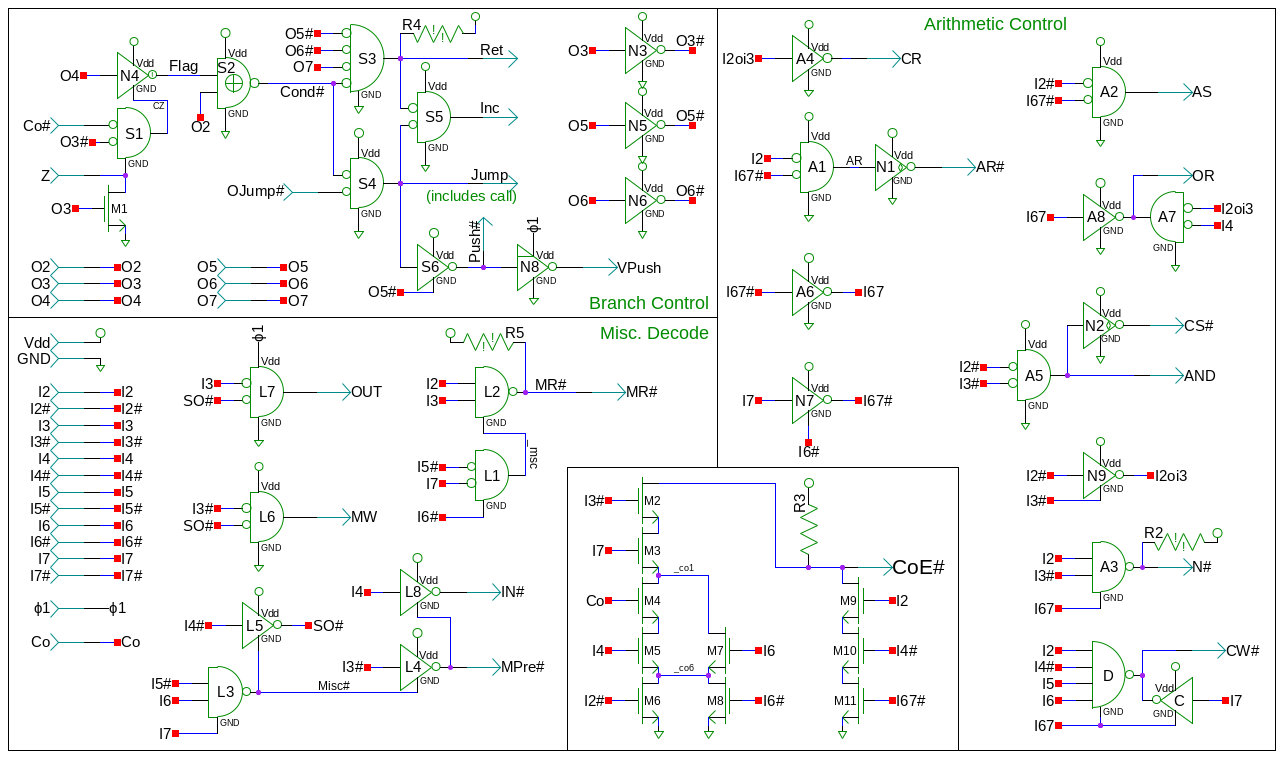 Arithmetic Control
R4
O5#
O6#
O7
S3
GND
Ret
Vdd
O4
N4
Flag
S2
Vdd
GND
Cond#
O2
GND
CZ
Co#
O3#
S1
GND
Z
O3
M1
Vdd
S5
GND
Inc
Vdd
S4
GND
OJump#
Jump
(includes call)
Push#
ϕ1
Vdd
S6
GND
O5#
Vdd
N8
GND
VPush
O3
N3
Vdd
GND
O3#
O5
N5
Vdd
GND
O5#
O6
N6
Vdd
GND
O6#
O2 O2
O3 O3
O4 O4
O5 O5
O6 O6
O7 O7
Branch Control
Misc. Decode
Vdd
GND
I2 I2
I2# I2#
I3 I3
I3# I3#
I4 I4
I4# I4#
I5 I5
I5# I5#
I6 I6
I6# I6#
I7 I7
I7# I7#
ϕ1 ϕ1
Co Co
ϕ1
Vdd
I3
SO#
L7
GND
OUT
Vdd
I3#
SO#
L6
GND
MW
Vdd
I4#
L5
GND
SO#
I5#
I6
L3
GND
I7
Misc#
R5
Vdd
I2
I3
L2
GND
MR#
MR#
_msc
Vdd
I5#
I7
L1
GND
I6#
Vdd
I4
L8
GND
IN#
Vdd
I3#
L4
GND
MPre#
I3#
M2
I7
M3
_co1
Co
M4
I4
M5
M7
I6
_co6
I2#
M6
M8
I6#
R3
CoE#
M9
I2
M10
I4#
M11
I67#
I2oi3
A4
Vdd
GND
CR
Vdd
I2
I67#
A1
GND
AR
N1
Vdd
GND
AR#
I67#
A6
Vdd
GND
I67
I7
N7
Vdd
GND
I67#
I6#
Vdd
I2#
I67#
A2
GND
AS
OR
I67
A8
Vdd
GND
Vdd
A7
GND
I2oi3
I4
Vdd
N2
GND
CS#
Vdd
I2#
I3#
A5
GND
AND
I2#
I3#
N9
Vdd
GND
I2oi3
R2
Vdd
I2
I3#
A3
GND
I67
N#
Vdd
I2
I4#
I5
I6
D
GND
I67
CW#
Vdd
C
GND
I7